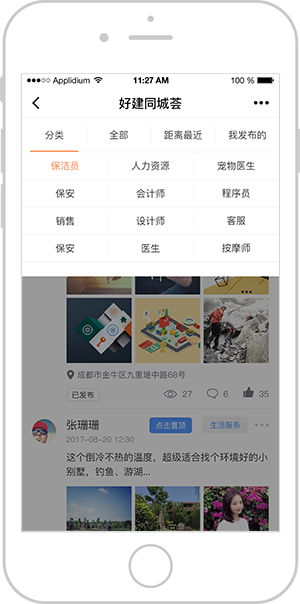 Applidium 11:27 AM 100 %
好建同城荟
分类 全部 距离最近 我发布的
保洁员 人力资源 宠物医生
保安 会计师 程序员
销售 设计师 客服
保安 医生 按摩师
成都市金牛区九里堤中路68号
已发布 27 6 35
张珊珊 点击置顶 生活服务
2017-08-20 12:30
这个倒冷不热的温度，超级适合找个环境好的小
别墅，钓鱼、游湖...